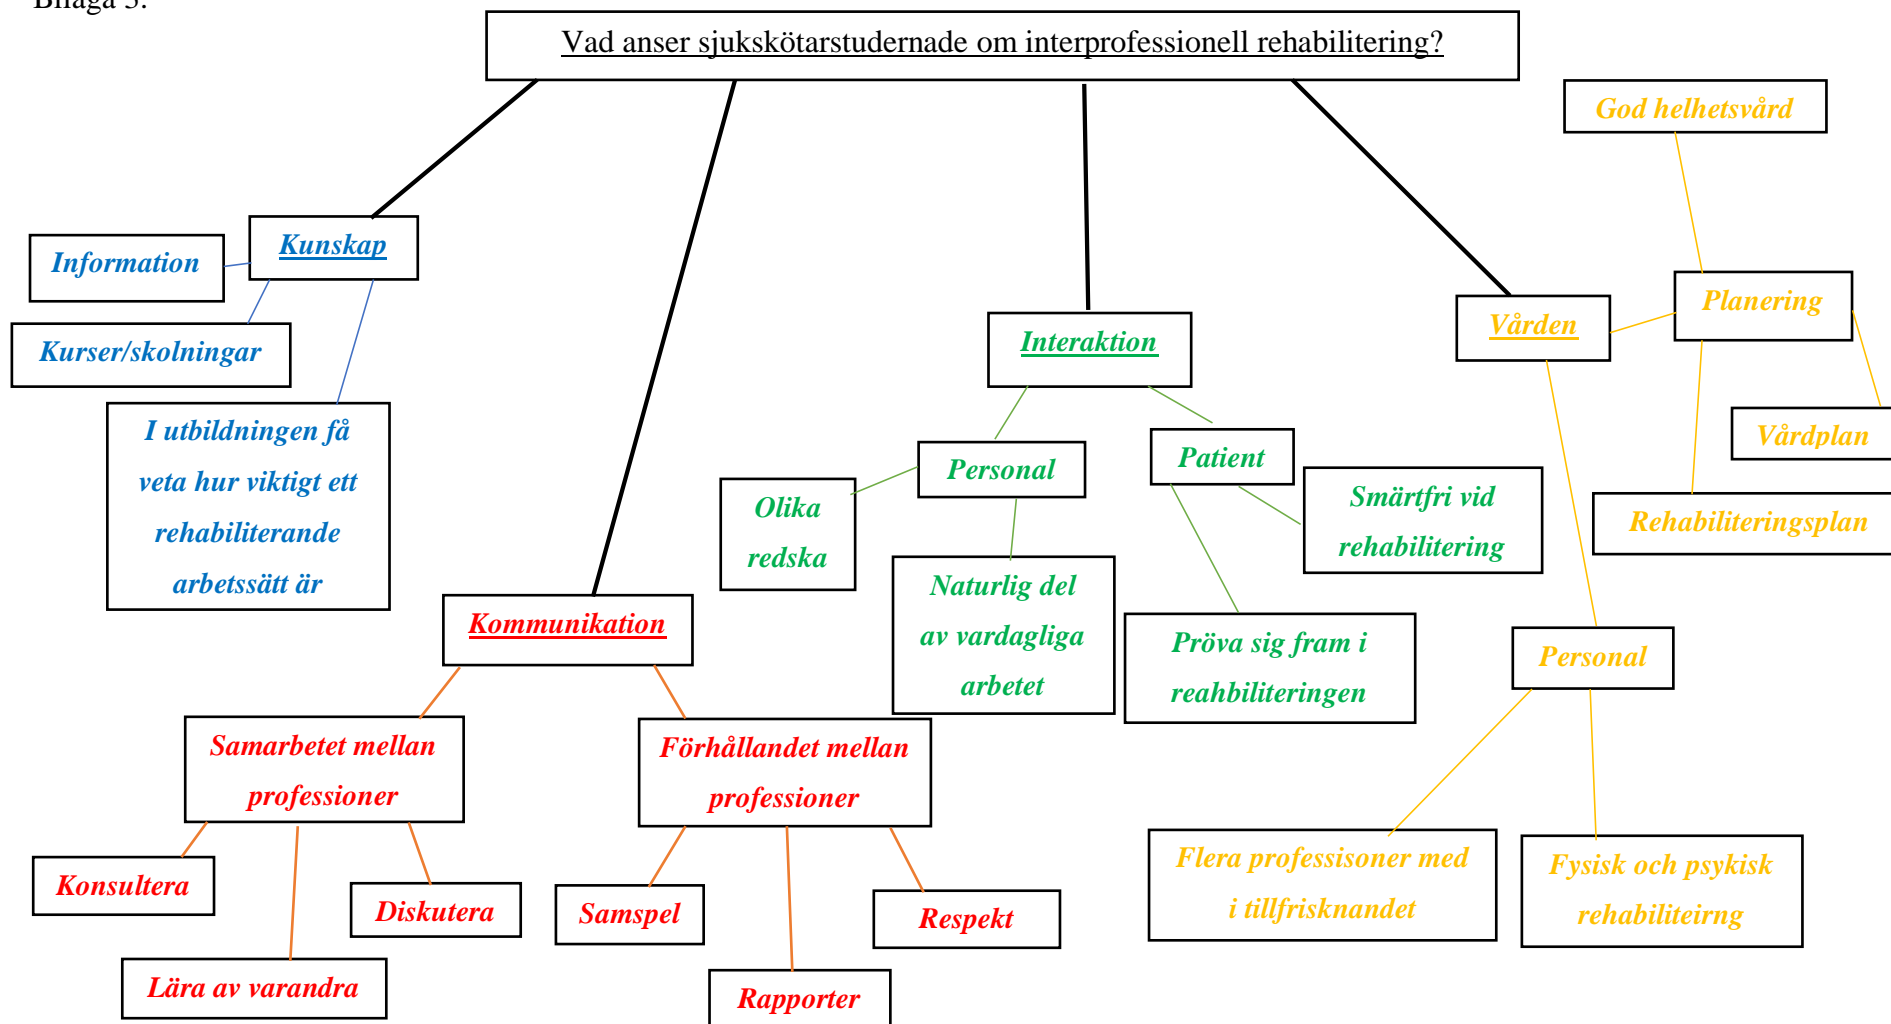 Bilaga 3.
Vad anser sjukskötarstudernade om interprofessionell rehabilitering?
God helhetsvård
Kunskap
Information
Planering
Vården
Kurser/skolningar
Interaktion
I utbildningen få
veta hur viktigt ett
rehabiliterande
arbetssätt är
Vårdplan
Personal
Patient
Olika
redska
Smärtfri vid
rehabilitering
Rehabiliteringsplan
Naturlig del
av vardagliga
arbetet
Pröva sig fram i
reahbiliteringen
Kommunikation
Personal
Samarbetet mellan
professioner
Förhållandet mellan
professioner
Flera professisoner med
i tillfrisknandet
Fysisk och psykisk
rehabiliteirng
Konsultera
Diskutera
Samspel
Respekt
Lära av varandra
Rapporter